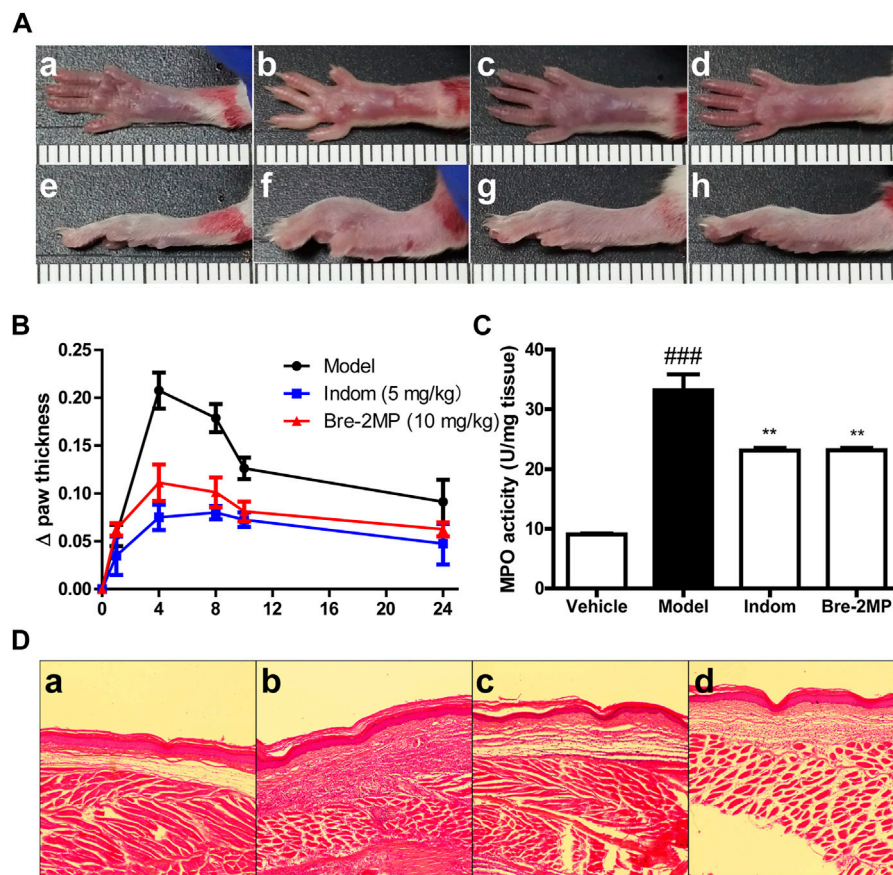 A
a b c d
e f g h
B
Δ paw thickness
0.25
0.20
0.15
0.10
0.05
0.00
0 4 8 12 16 20 24
Model
Indom (5 mg/kg）
Bre-2MP (10 mg/kg)
C
MPO acticity (U/mg tissue)
40
30
20
10
0
###
** **
Vehicle Model Indom Bre-2MP
D
a b c d